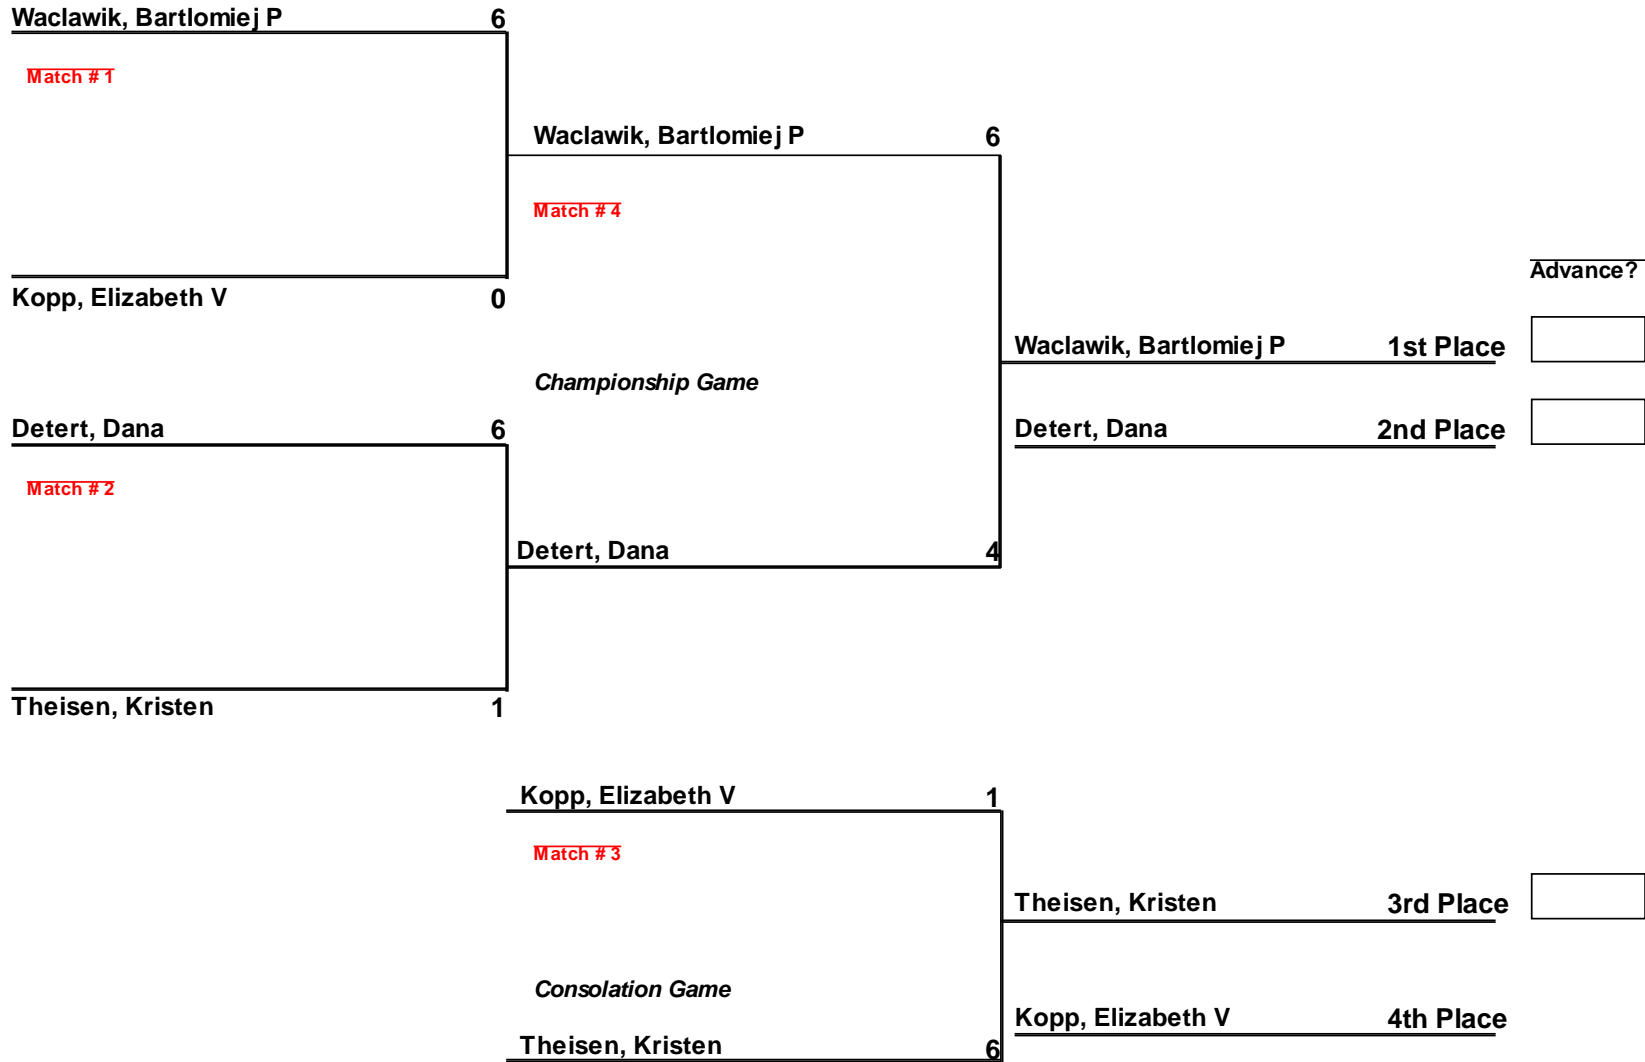 Waclawik, Bartlomiej P 6
Match # 1
Waclawik, Bartlomiej P 6
Match # 4
Advance?
Kopp, Elizabeth V 0
Waclawik, Bartlomiej P 1st Place
Championship Game
Detert, Dana 6
Detert, Dana 2nd Place
Match # 2
Detert, Dana 4
Theisen, Kristen 1
Kopp, Elizabeth V 1
Match # 3
Theisen, Kristen 3rd Place
Consolation Game
Kopp, Elizabeth V 4th Place
Theisen, Kristen 6